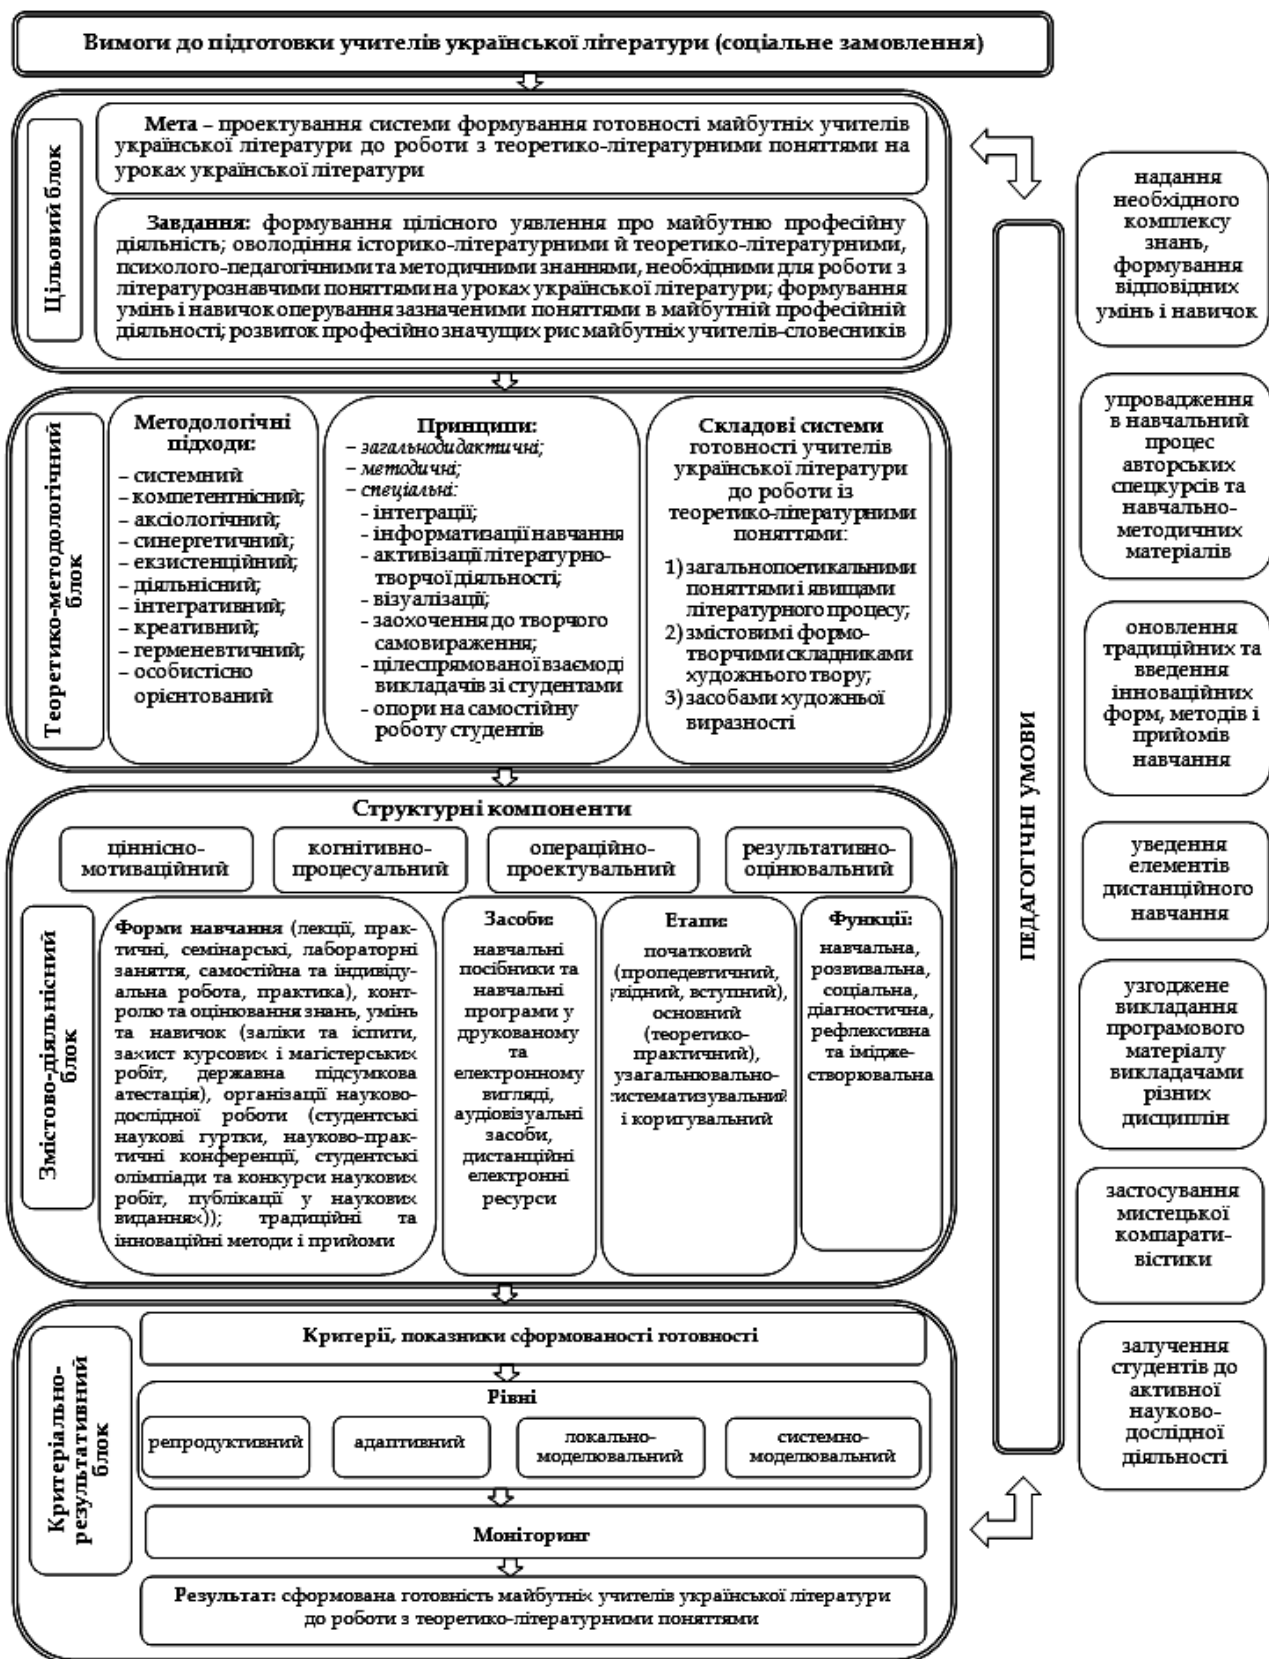 Вимоги до підготовки учителів української літератури (соціальне замовлення)
Цільовий блок
Мета – проектування системи формування готовності майбутніх учителів
української літератури до роботи з теоретико-літературними поняттями на
уроках української літератури
Завдання: формування цілісного уявлення про майбутню професійну
діяльність; оволодіння історико-літературними й теоретико-літературними,
психолого-педагогічними та методичними знаннями, необхідними для роботи з
літературознавчими поняттями на уроках української літератури; формування
умінь і навичок оперування зазначеними поняттями в майбутній професійній
діяльності; розвиток професійно значущих рис майбутніх учителів-словесників
Теоретико-методологічний
блок
Методологічні
підходи:
– системний
– компетентнісний;
– аксіологічний;
– синергетичний;
– екзистенційний;
– діяльнісний;
– інтегративний;
– креативний;
– герменевтичний;
– особистісно
орієнтований
Принципи:
– загальнодидактичні;
– методичні;
– спеціальні:
– інтеграції;
– інформатизації навчання
– активізації літературно-
творчої діяльності;
– візуалізації;
– заохочення до творчого
самовираження;
– цілеспрямованої взаємоді
викладачів зі студентами
– опори на самостійну
роботу студентів
Складові системи
готовності учителів
української літератури
до роботи із
теоретико-літературними
поняттями:
1) загальнопоетикальними
поняттями і явищами
літературного процесу;
2) змістовимі формо-
творчими складниками
художнього твору;
3) засобами художньої
виразності
Змістово-діяльнісний
блок
Структурні компоненти
ціннісно-
мотиваційний
когнітивно-
процесуальний
операційно-
проектувальний
результативно-
оцінювальний
Форми навчання (лекції, прак-
тичні, семінарські, лабораторні
заняття, самостійна та індивіду-
альна робота, практика), конт-
ролю та оцінювання знань, умінь
та навичок (заліки та іспити,
захист курсових і магістерських
робіт, державна підсумкова
атестація), організації науково-
дослідної роботи (студентські
наукові гуртки, науково-прак-
тичні конференції, студентські
олімпіади та конкурси наукових
робіт, публікації у наукових
виданнях)); традиційні та
інноваційні методи і прийоми
Засоби:
навчальні
посібники та
навчальні
програми у
друкованому
та
електронному
вигляді,
аудіовізуальні
засоби,
дистанційні
електронні
ресурси
Етапи:
початковий
(пропедевтичний,
увідний, вступний),
основний
(теоретико-
практичний),
узагальнювально-
систематизувальний
і коригувальний
Функції:
навчальна,
розвивальна,
соціальна,
діагностична,
рефлексивна
та імідже-
створювальна
Критеріально-
результативний
блок
Критерії, показники сформованості готовності
Рівні
репродуктивний
адаптивний
локально-
моделювальний
системно-
моделювальний
Моніторинг
Результат: сформована готовність майбутніх учителів української літератури
до роботи з теоретико-літературними поняттями
ПЕДАГОГІЧНІ УМОВИ
надання
необхідного
комплексу
знань,
формування
відповідних
умінь і навичок
упровадження
в навчальний
процес
авторських
спецкурсів та
навчально-
методичних
матеріалів
оновлення
традиційних та
введення
інноваційних
форм, методів і
прийомів
навчання
уведення
елементів
дистанційного
навчання
узгоджене
викладання
програмового
матеріалу
викладачами
різних
дисциплін
застосування
мистецької
компарати-
вістики
залучення
студентів до
активної
науково-
дослідної
діяльності